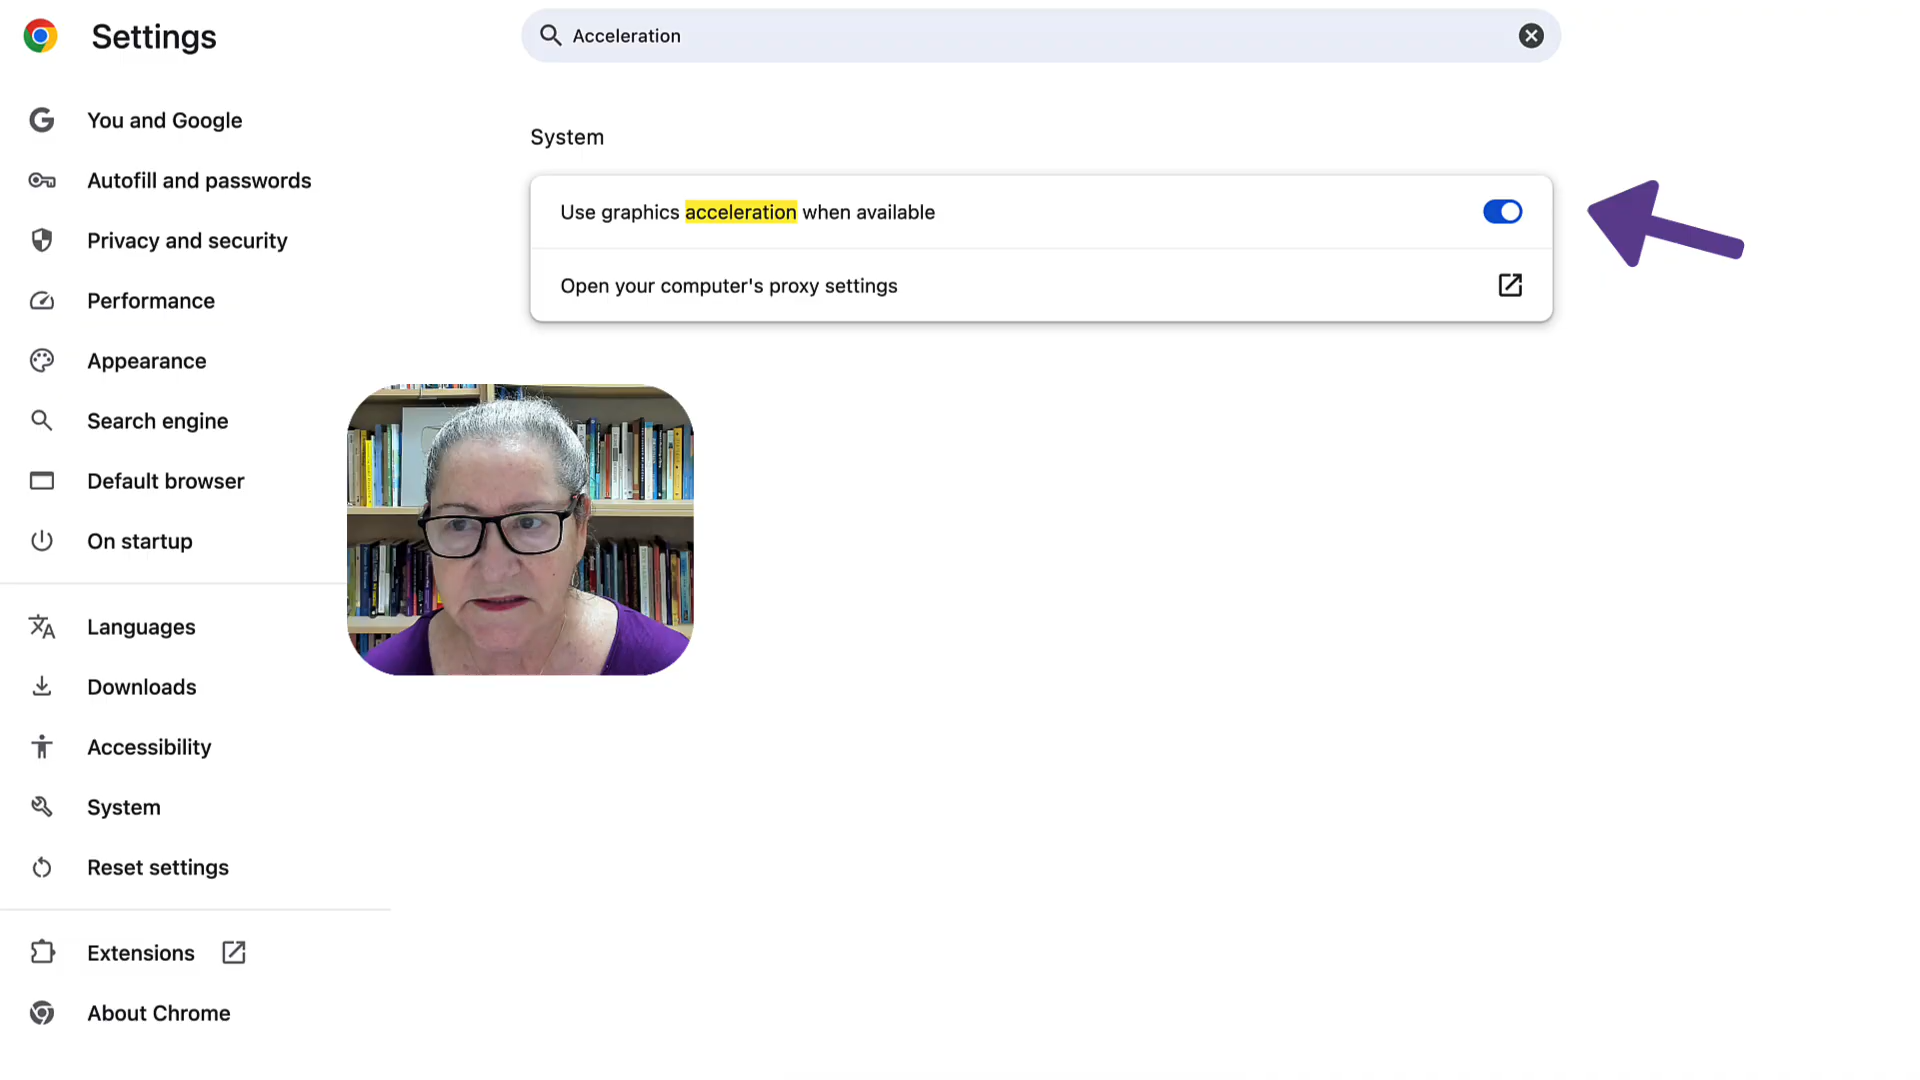 Settings
Acceleration
You and Google
Autofill and passwords
Privacy and security
Performance
Appearance
Search engine
Default browser
On startup
Languages
Downloads
Accessibility
System
Reset settings
Extensions
About Chrome
System
Use graphics acceleration when available
Open your computer's proxy settings